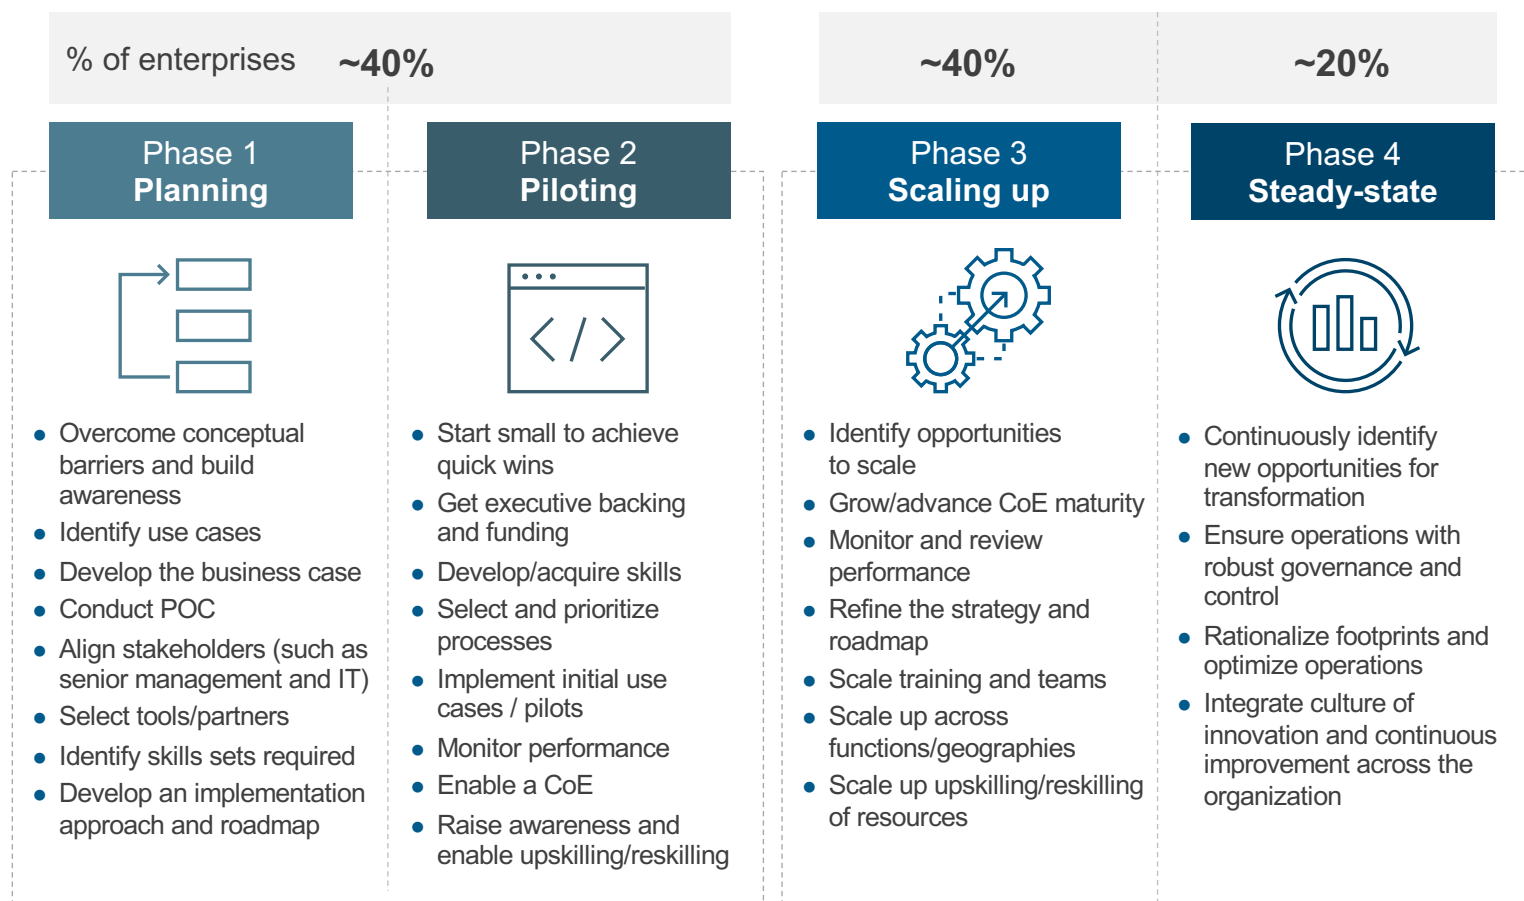 % of enterprises ~40%
~40%
~20%
Phase 1
Planning
Phase 2
Piloting
Phase 3
Scaling up
Phase 4
Steady-state
</>
● Overcome conceptual
barriers and build
awareness
● Identify use cases
● Develop the business case
● Conduct POC
● Align stakeholders (such as
senior management and IT)
● Select tools/partners
● Identify skills sets required
● Develop an implementation
approach and roadmap
● Start small to achieve
quick wins
● Get executive backing
and funding
● Develop/acquire skills
● Select and prioritize
processes
● Implement initial use
cases / pilots
● Monitor performance
● Enable a CoE
● Raise awareness and
enable upskilling/reskilling
● Identify opportunities
to scale
● Grow/advance CoE maturity
● Monitor and review
performance
● Refine the strategy and
roadmap
● Scale training and teams
● Scale up across
functions/geographies
● Scale up upskilling/reskilling
of resources
● Continuously identify
new opportunities for
transformation
● Ensure operations with
robust governance and
control
● Rationalize footprints and
optimize operations
● Integrate culture of
innovation and continuous
improvement across the
organization